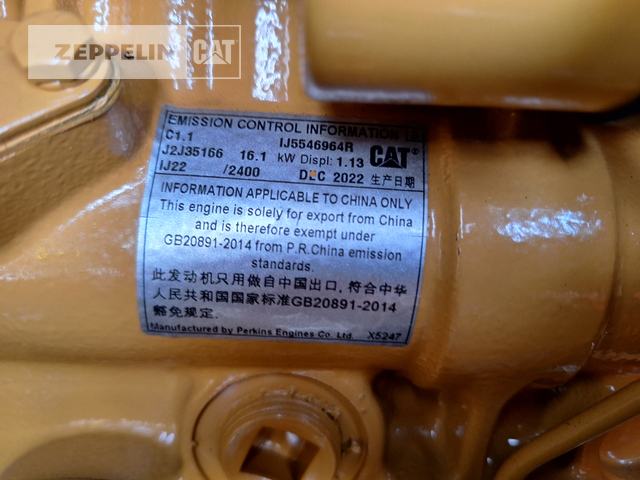 ZEPPELIN CAT
EMISSION CONTROL INFORMATION
C1.1 IJ5546964R
J2J35166 16.1 kW Displ: 1.13 CAT
IJ22 /2400 DEC 2022 生产日期
INFORMATION APPLICABLE TO CHINA ONLY
This engine is solely for export from China
and is therefore exempt under
GB20891-2014 from P.R.China emission
standards.
此发动机只用做自中国出口, 符合中华
人民共和国国家标准GB20891-2014
豁免规定.
Manufactured by Perkins Engines Co. Ltd. X5247